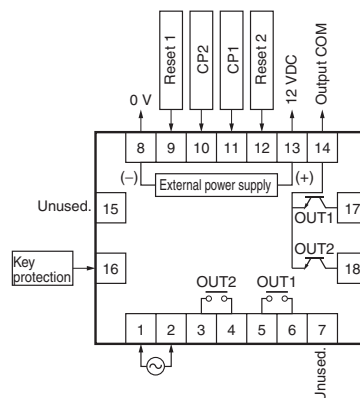 Reset 1
CP2
CP1
Reset 2
12 VDC
Output COM
0 V
8
9
10
11
12
13
14
(−)
External power supply
(+)
Unused.
15
17
OUT1
Key
protection
16
OUT2
18
OUT2
OUT1
1
2
3
4
5
6
7
Unused.